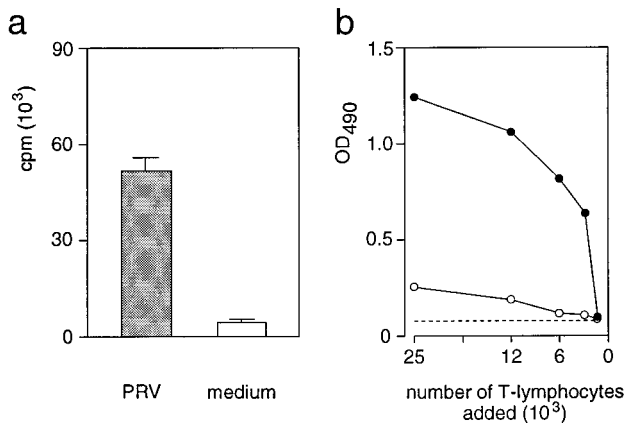 a
90
60
30
0
cpm (10³)
PRV
medium
b
1.5
1.0
0.5
0
OD₄₉₀
25
12
6
0
number of T-lymphocytes
added (10³)